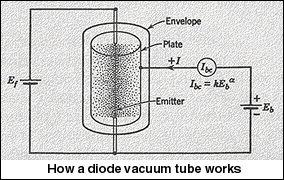 Envelope
Plate
+I
I_bc
I_bc = kE_b^α
E_f
+
E_b
Emitter
How a diode vacuum tube works